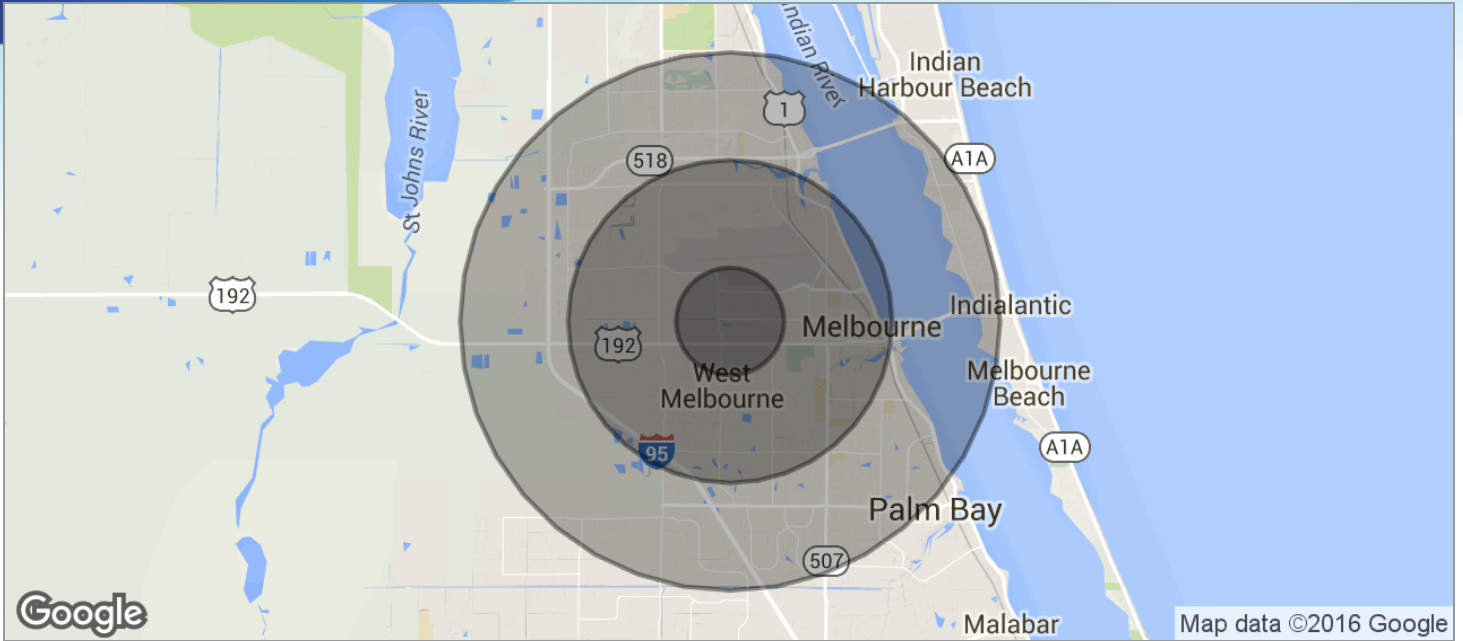 Indian River
Indian
Harbour Beach
1
St Johns River
518
A1A
192
Indialantic
Melbourne
192
West
Melbourne
Melbourne
Beach
A1A
95
Palm Bay
507
Malabar
Google
Map data ©2016 Google